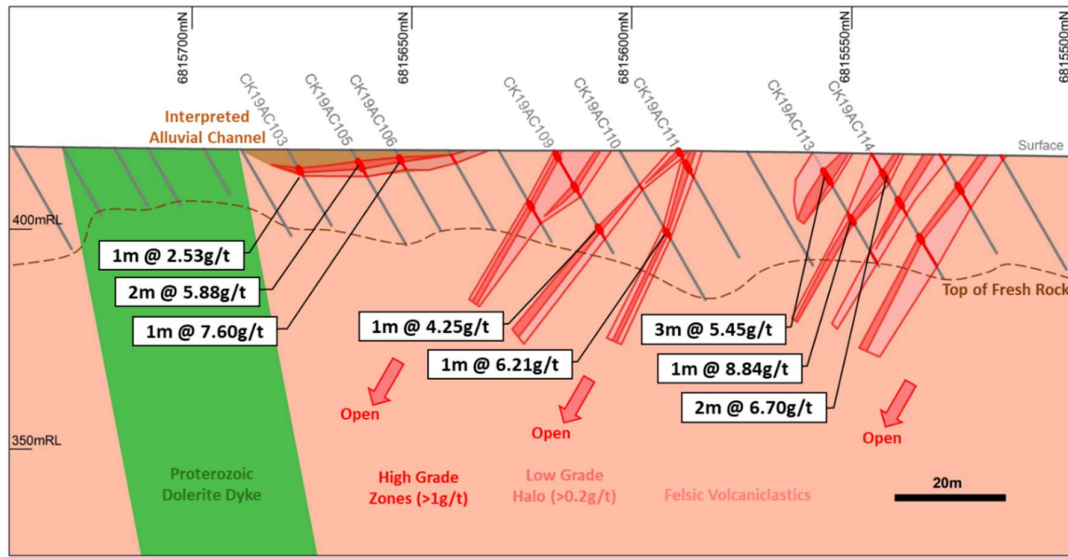 6815700mN
6815650mN
6815600mN
6815550mN
6815500mN
CK19AC103
CK19AC105
CK19AC106
CK19AC109
CK19AC110
CK19AC111
CK19AC113
CK19AC114
Interpreted
Alluvial Channel
Surface
400mRL
1m @ 2.53g/t
2m @ 5.88g/t
1m @ 7.60g/t
1m @ 4.25g/t
1m @ 6.21g/t
3m @ 5.45g/t
1m @ 8.84g/t
2m @ 6.70g/t
Top of Fresh Rock
Open
Open
Open
350mRL
Proterozoic
Dolerite Dyke
High Grade
Zones (>1g/t)
Low Grade
Halo (>0.2g/t)
Felsic Volcaniclastics
20m